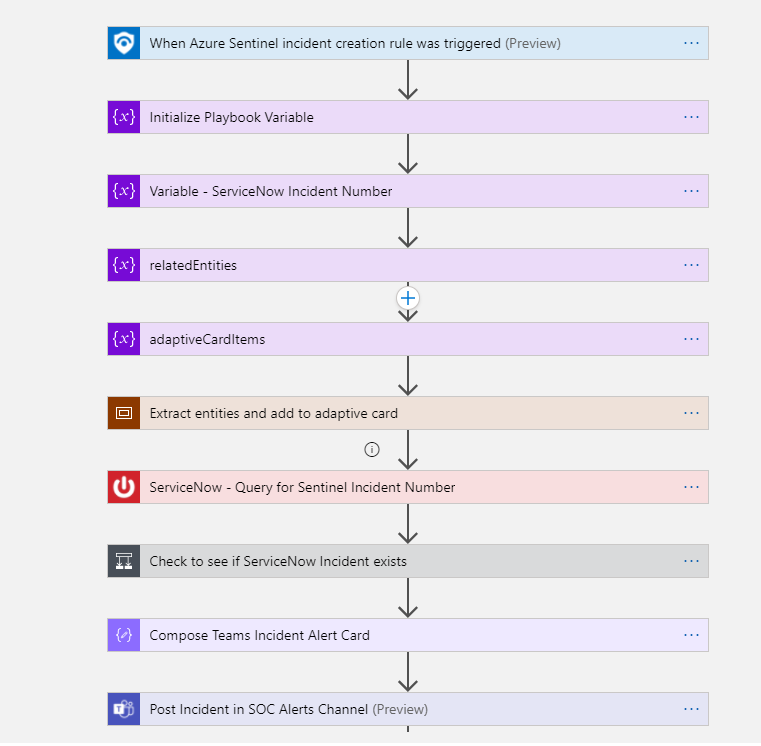 When Azure Sentinel incident creation rule was triggered (Preview) ...
{x} Initialize Playbook Variable ...
{x} Variable - ServiceNow Incident Number ...
{x} relatedEntities ...
{x} adaptiveCardItems ...
Extract entities and add to adaptive card ...
ServiceNow - Query for Sentinel Incident Number ...
Check to see if ServiceNow Incident exists ...
Compose Teams Incident Alert Card ...
Post Incident in SOC Alerts Channel (Preview) ...